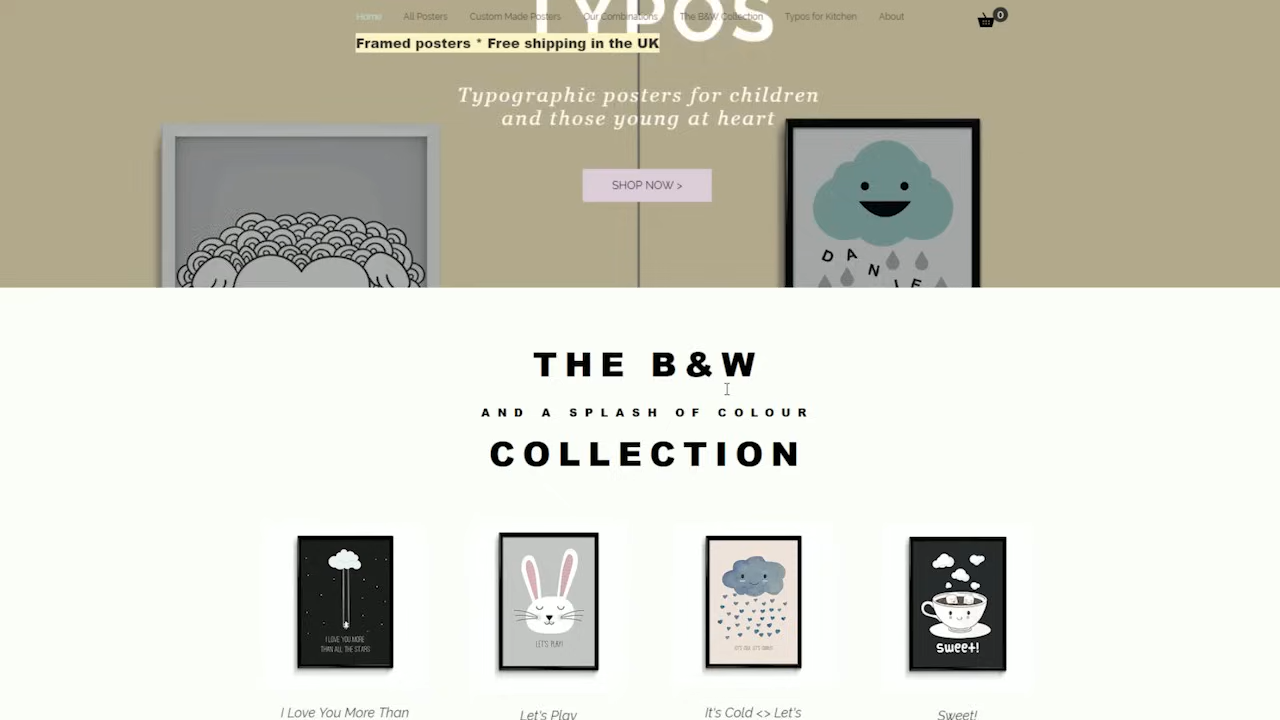 TYPOS
Home All Posters Custom Made Posters Our Combinations The B&W Collection Typos for Kitchen About 0
Framed posters * Free shipping in the UK
Typographic posters for children
and those young at heart
SHOP NOW >
DANIE
THE B&W
AND A SPLASH OF COLOUR
COLLECTION
I LOVE YOU MORE
THAN ALL THE STARS
LET'S PLAY!
sweet!
I Love You More Than
Let's Play
It's Cold <> Let's
Sweet!